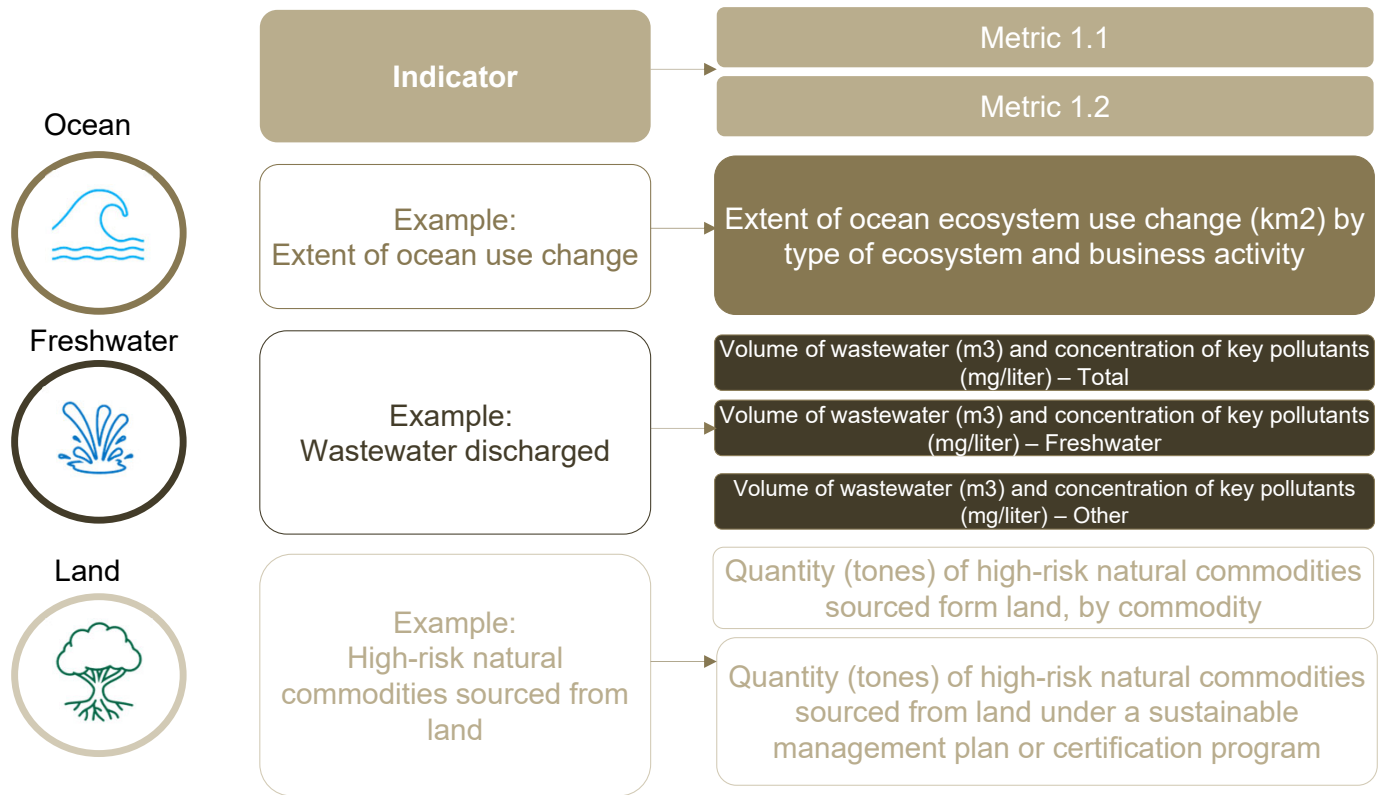 Indicator
Metric 1.1
Metric 1.2
Ocean
Example:
Extent of ocean use change
Extent of ocean ecosystem use change (km2) by
type of ecosystem and business activity
Freshwater
Example:
Wastewater discharged
Volume of wastewater (m3) and concentration of key pollutants
(mg/liter) – Total
Volume of wastewater (m3) and concentration of key pollutants
(mg/liter) – Freshwater
Volume of wastewater (m3) and concentration of key pollutants
(mg/liter) – Other
Land
Example:
High-risk natural
commodities sourced from
land
Quantity (tones) of high-risk natural commodities
sourced form land, by commodity
Quantity (tones) of high-risk natural commodities
sourced from land under a sustainable
management plan or certification program